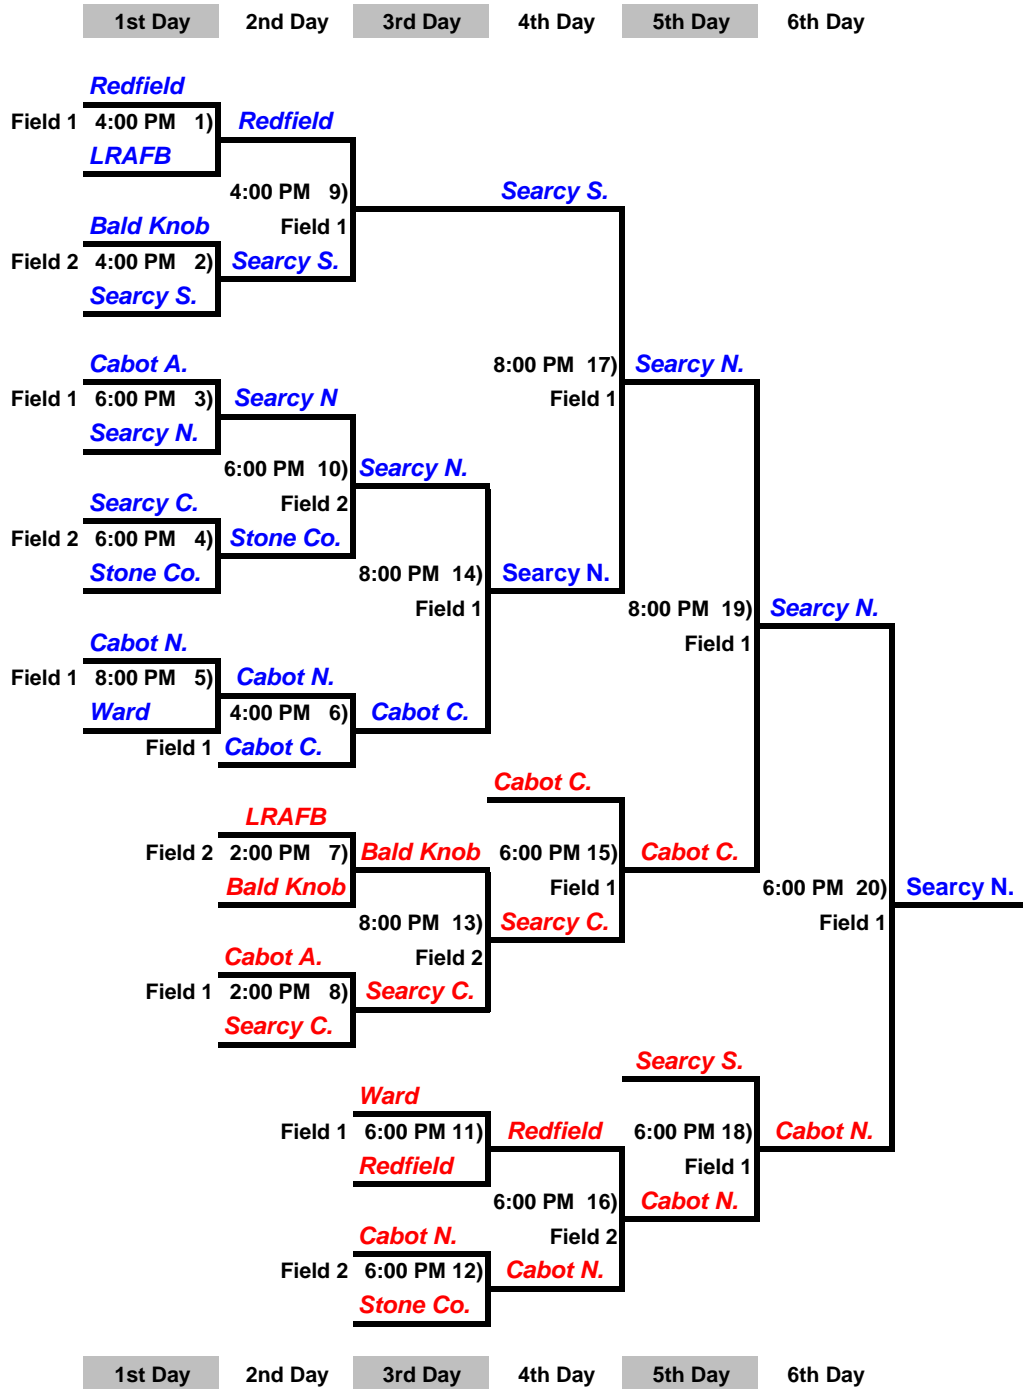 1st Day 2nd Day 3rd Day 4th Day 5th Day 6th Day
Redfield
Field 1 4:00 PM 1) Redfield
LRAFB
4:00 PM 9) Searcy S.
Bald Knob Field 1
Field 2 4:00 PM 2) Searcy S.
Searcy S.
Cabot A. 8:00 PM 17) Searcy N.
Field 1 6:00 PM 3) Searcy N Field 1
Searcy N.
6:00 PM 10) Searcy N.
Searcy C. Field 2
Field 2 6:00 PM 4) Stone Co.
Stone Co. 8:00 PM 14) Searcy N.
Field 1 8:00 PM 19) Searcy N.
Cabot N. Field 1
Field 1 8:00 PM 5) Cabot N.
Ward 4:00 PM 6) Cabot C.
Field 1 Cabot C.
Cabot C.
LRAFB
Field 2 2:00 PM 7) Bald Knob 6:00 PM 15) Cabot C.
Bald Knob Field 1 6:00 PM 20) Searcy N.
8:00 PM 13) Searcy C. Field 1
Cabot A. Field 2
Field 1 2:00 PM 8) Searcy C.
Searcy C.
Searcy S.
Ward
Field 1 6:00 PM 11) Redfield 6:00 PM 18) Cabot N.
Redfield Field 1
6:00 PM 16) Cabot N.
Cabot N. Field 2
Field 2 6:00 PM 12) Cabot N.
Stone Co.
1st Day 2nd Day 3rd Day 4th Day 5th Day 6th Day